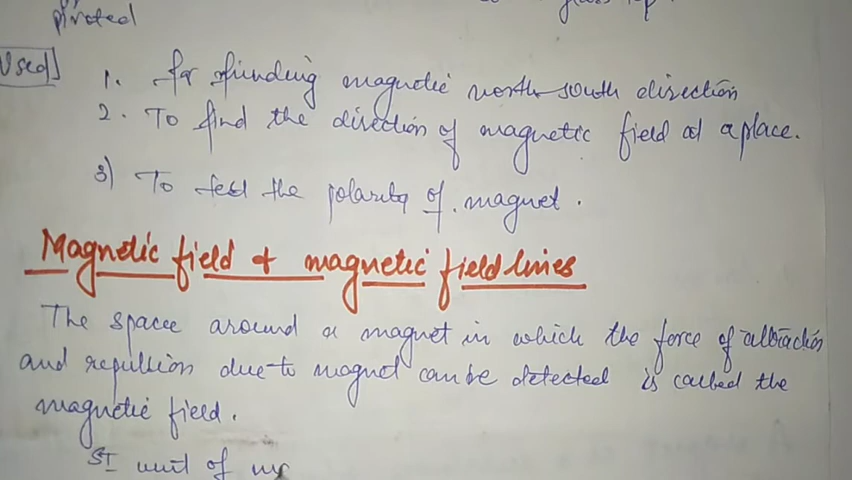 pivoted
Used
1. for finding magnetic north-south direction
2. To find the direction of magnetic field at a place.
3) To test the polarity of magnet.
Magnetic field & magnetic field lines
The space around a magnet in which the force of attraction
and repulsion due to magnet can be detected is called the
magnetic field.
SI unit of